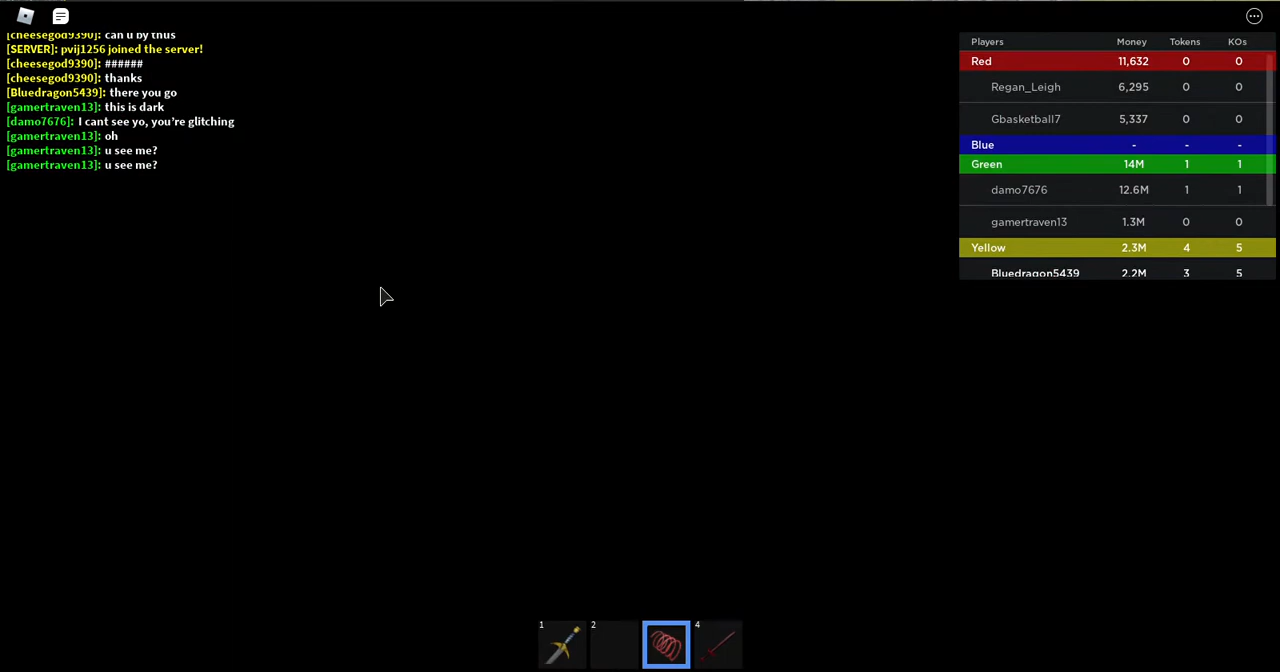 [cheesegod9390]: can u by thus
[SERVER]: pvij1256 joined the server!
[cheesegod9390]: ######
[cheesegod9390]: thanks
[Bluedragon5439]: there you go
[gamertraven13]: this is dark
[damo7676]: I cant see yo, you're glitching
[gamertraven13]: oh
[gamertraven13]: u see me?
[gamertraven13]: u see me?
Players Money Tokens KOs
Red 11,632 0 0
Regan_Leigh 6,295 0 0
Gbasketball7 5,337 0 0
Blue - - -
Green 14M 1 1
damo7676 12.6M 1 1
gamertraven13 1.3M 0 0
Yellow 2.3M 4 5
Bluedragon5439 2.2M 3 5
1 2 4